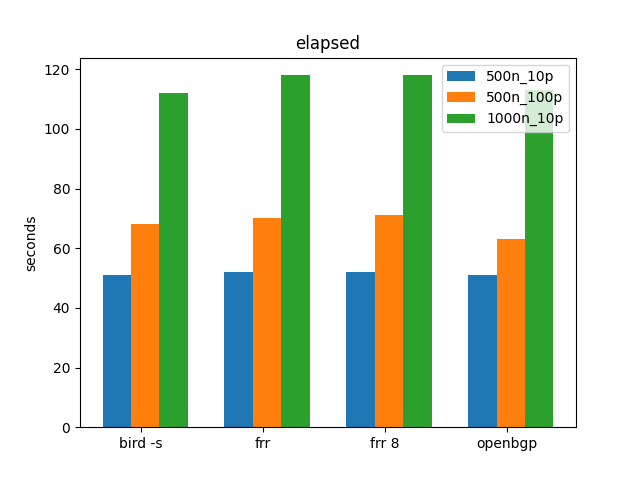 elapsed
500n_10p
500n_100p
1000n_10p
seconds
120
100
80
60
40
20
0
bird -s
frr
frr 8
openbgp